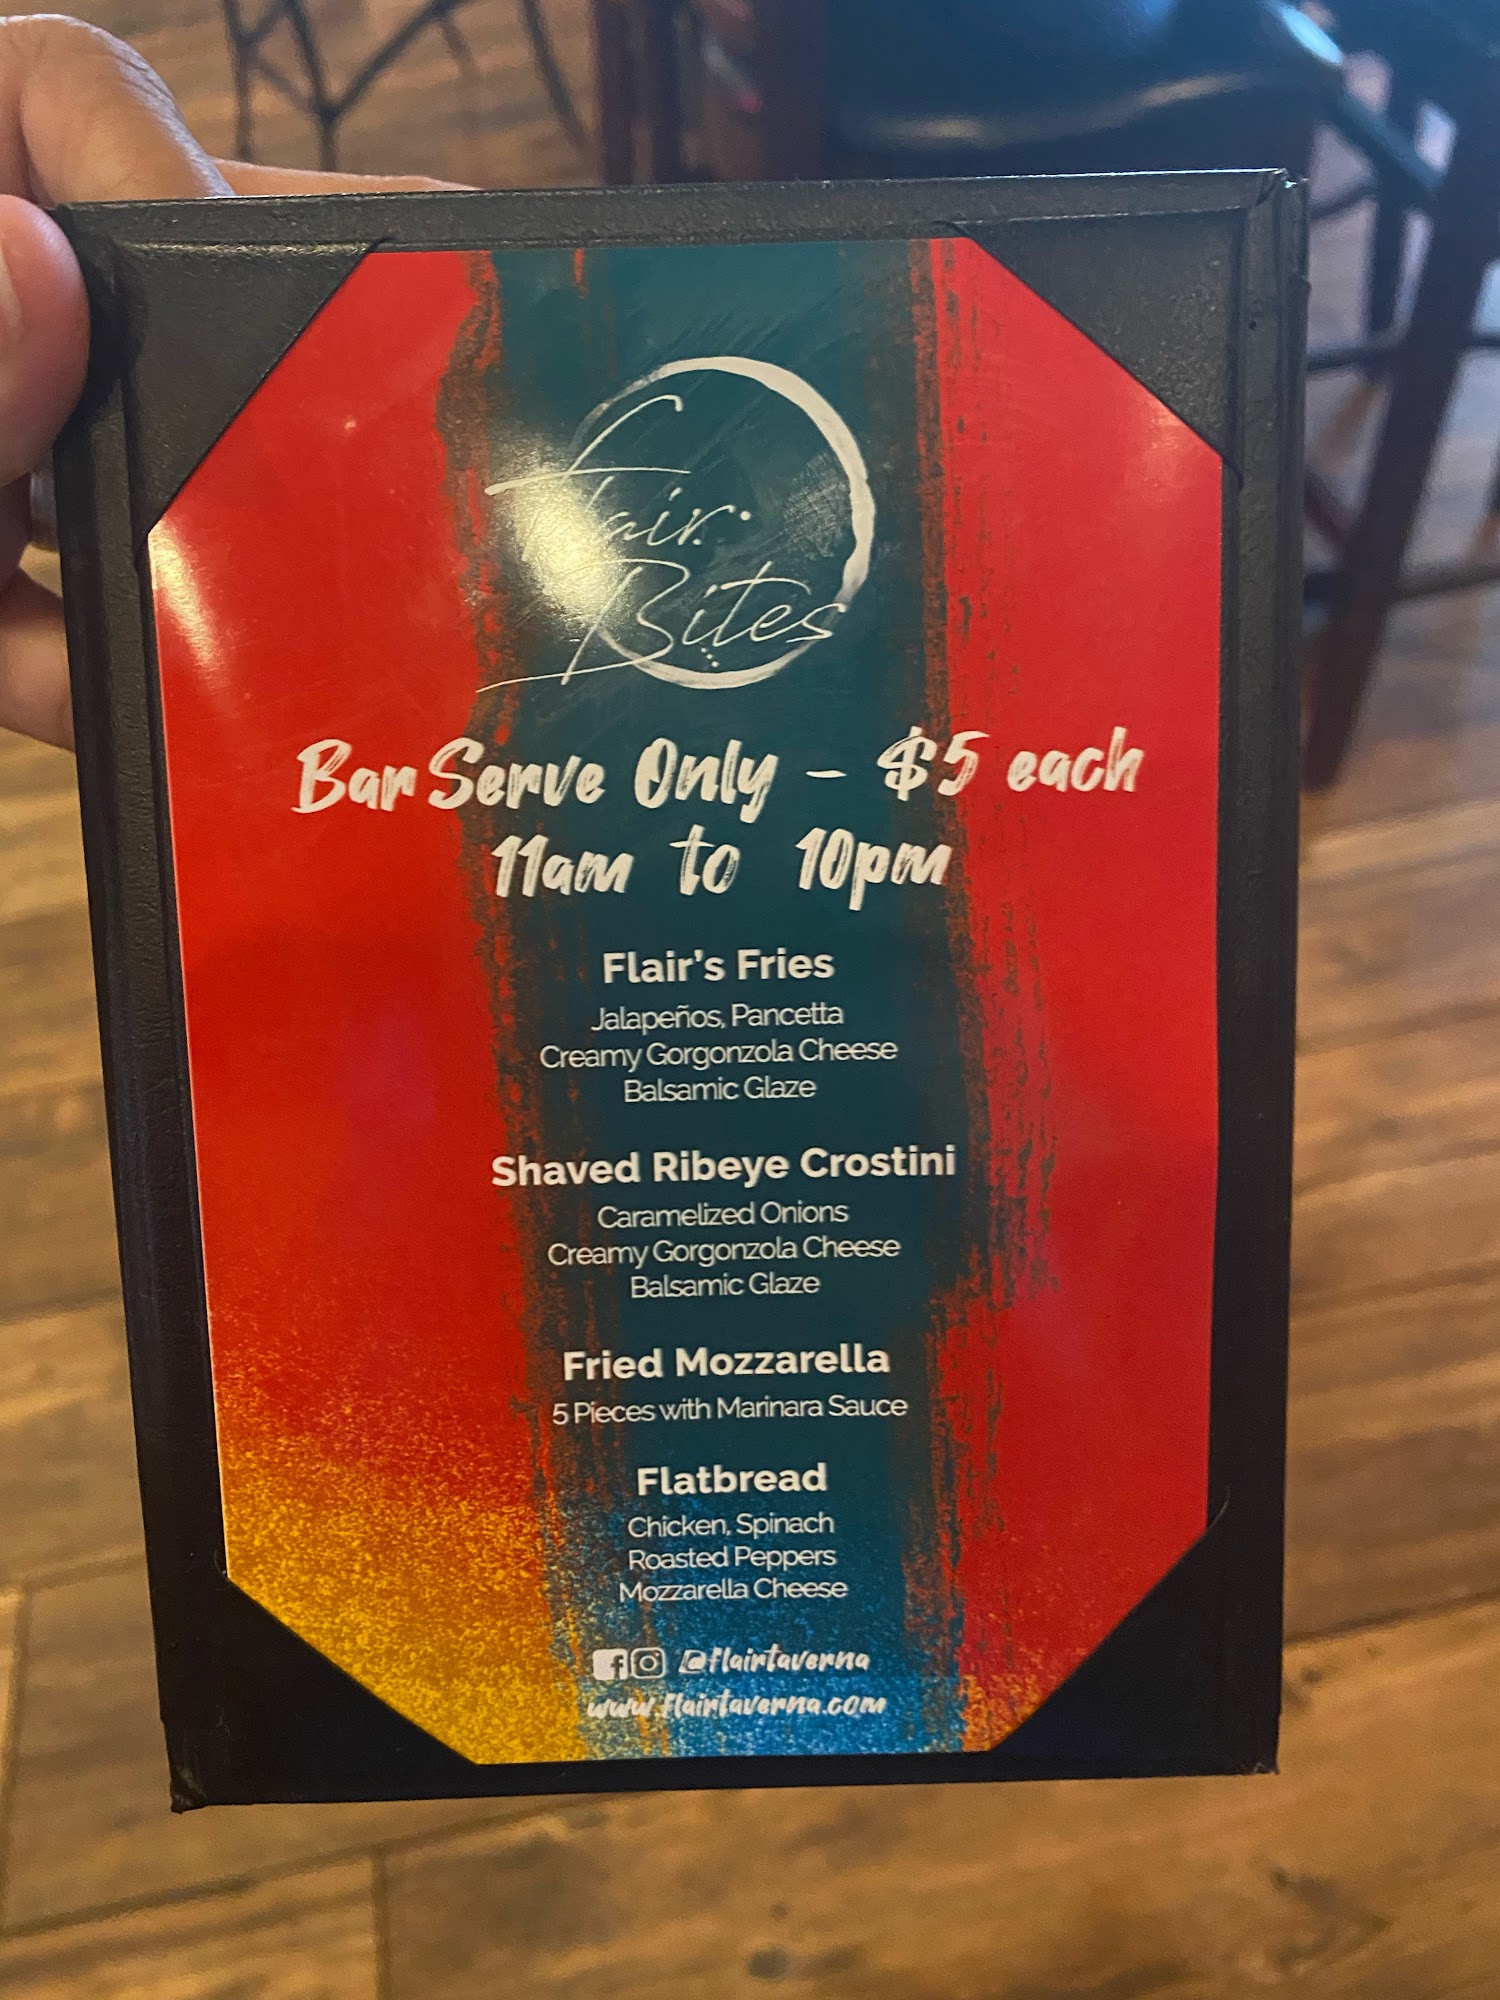 Flair
Bites
Bar Serve Only - $5 each
11am to 10pm
Flair's Fries
Jalapeños, Pancetta
Creamy Gorgonzola Cheese
Balsamic Glaze
Shaved Ribeye Crostini
Caramelized Onions
Creamy Gorgonzola Cheese
Balsamic Glaze
Fried Mozzarella
5 Pieces with Marinara Sauce
Flatbread
Chicken, Spinach
Roasted Peppers
Mozzarella Cheese
@flairtaverna
www.flairtaverna.com